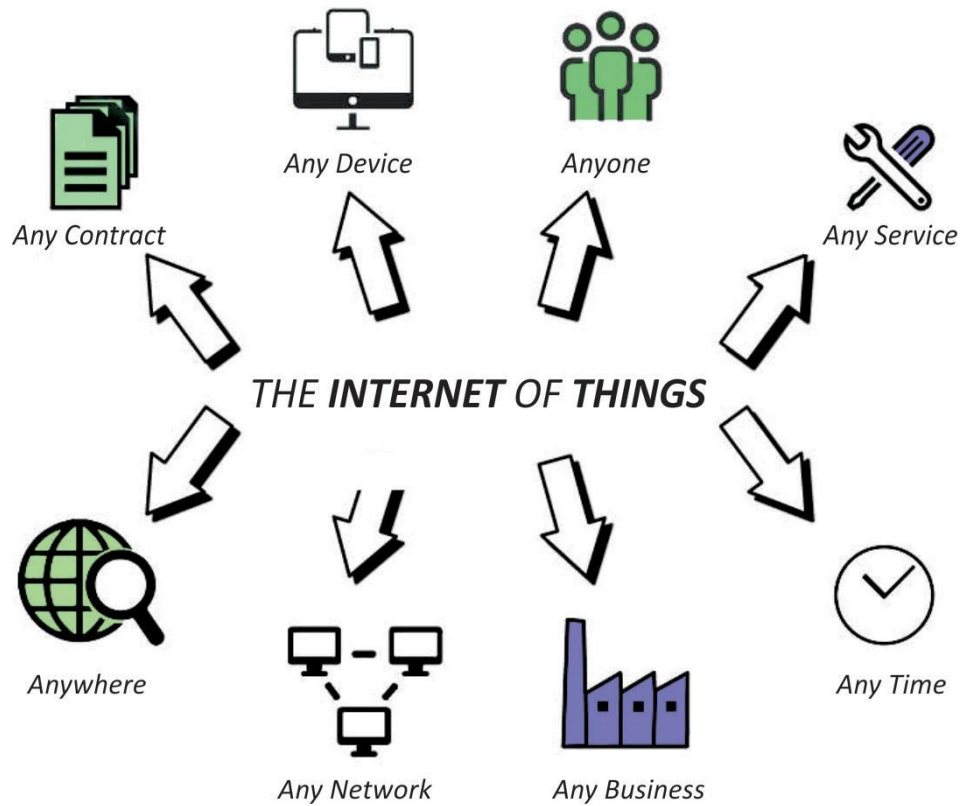 Any Device
Anyone
Any Contract
Any Service
THE INTERNET OF THINGS
Anywhere
Any Time
Any Network
Any Business